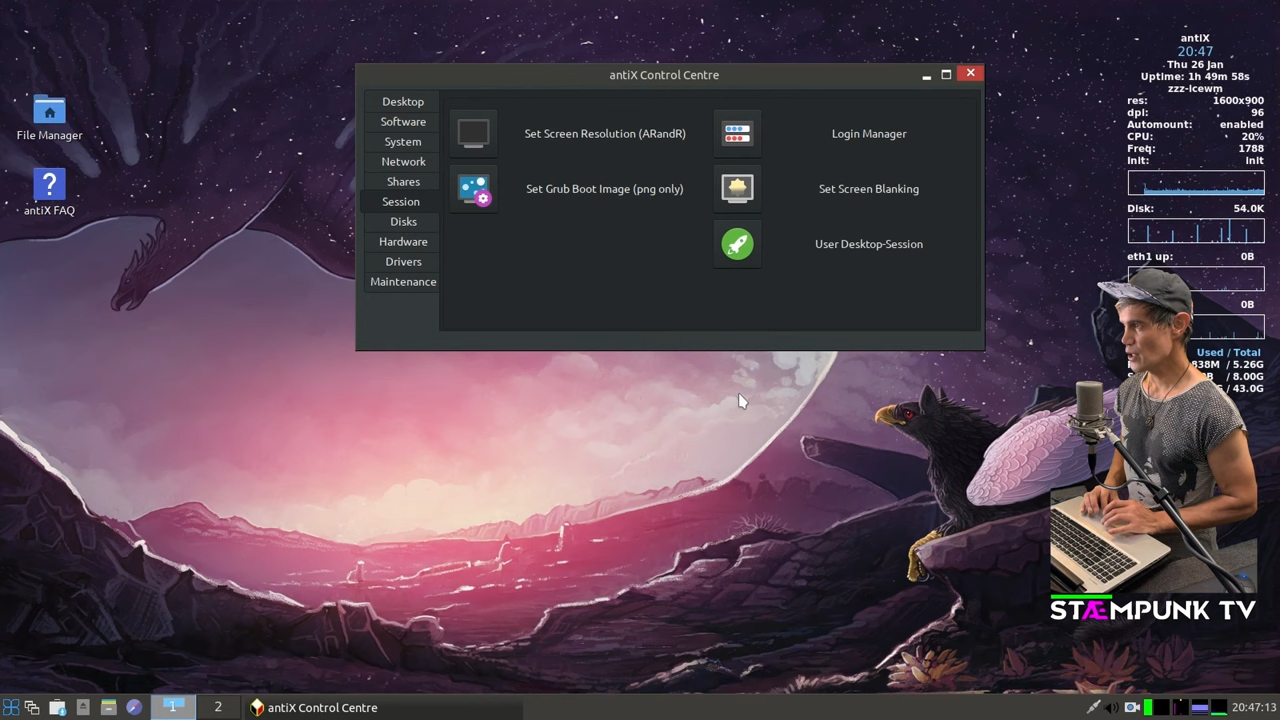 File Manager
?
antiX FAQ
antiX Control Centre
Desktop
Software
System
Network
Shares
Session
Disks
Hardware
Drivers
Maintenance
Set Screen Resolution (ARandR)
Login Manager
Set Grub Boot Image (png only)
Set Screen Blanking
User Desktop-Session
antiX
20:47
Thu 26 Jan
Uptime: 1h 49m 58s
zzz-Icewm
res: 1600x900
dpi: 96
Automount: enabled
CPU: 20%
Freq: 1788
Init: init
Disk: 54.0K
eth1 up: 0B
0B
Used / Total
838M / 5.26G
B / 8.00G
/ 43.0G
STÆMPUNK TV
1
2
antiX Control Centre
20:47:13